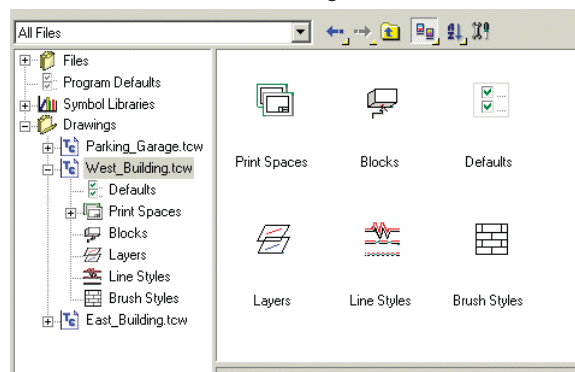 All Files
Files
Program Defaults
Symbol Libraries
Drawings
Parking_Garage.tcw
West_Building.tcw
Defaults
Print Spaces
Blocks
Layers
Line Styles
Brush Styles
East_Building.tcw
Print Spaces Blocks Defaults
Layers Line Styles Brush Styles